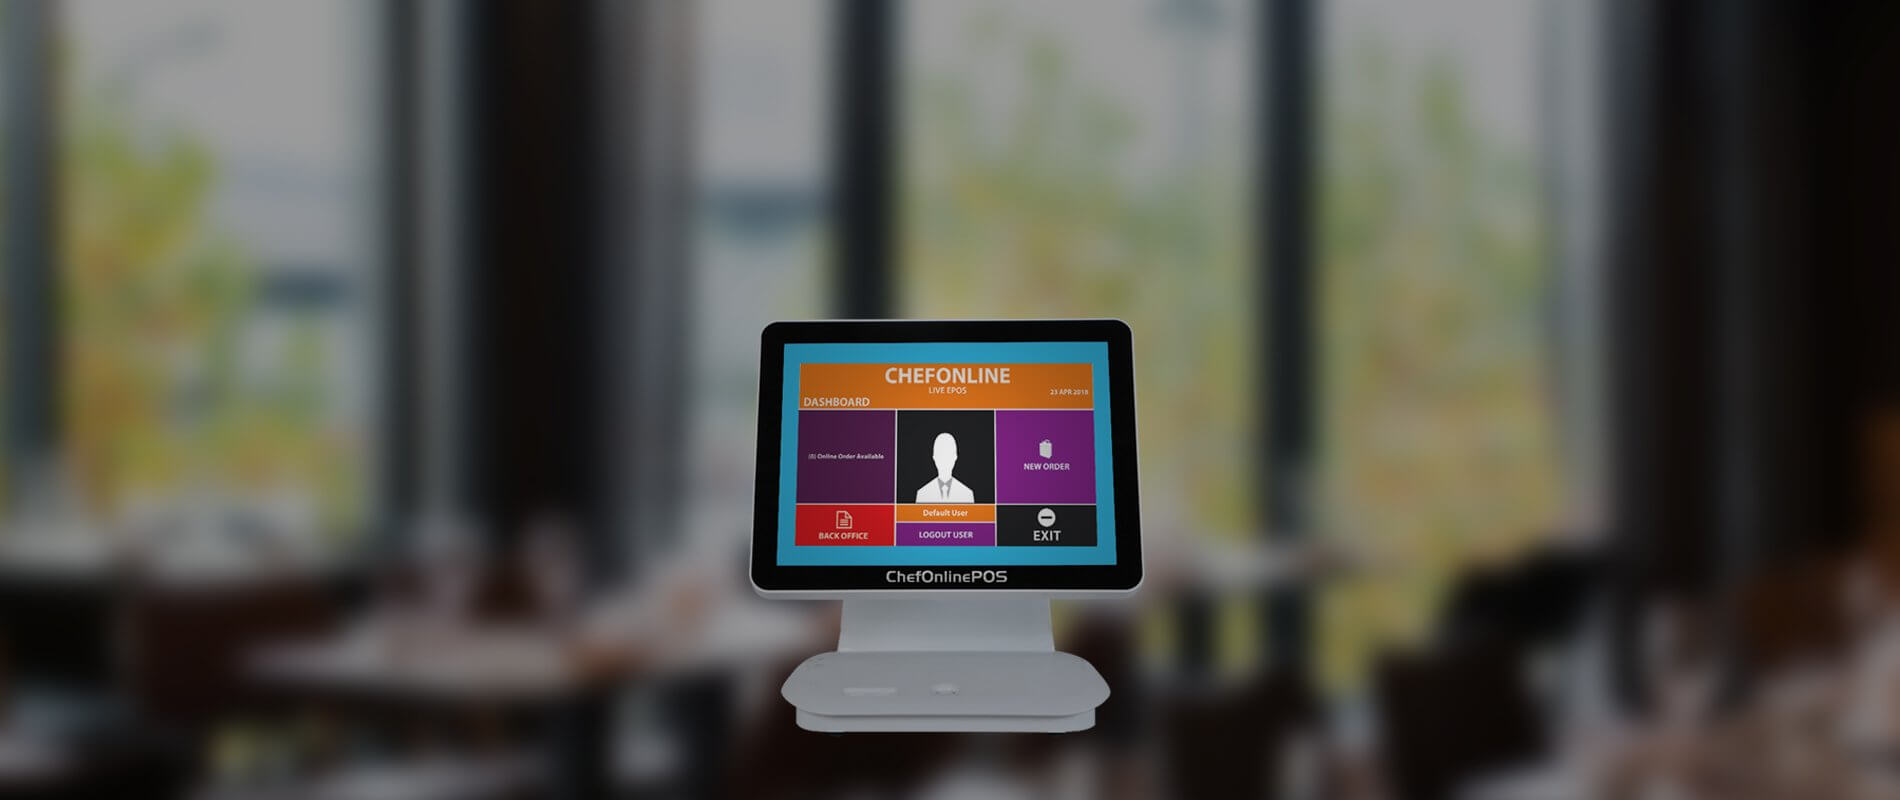 CHEFONLINE
LIVE EPOS
23 APR 2018
DASHBOARD
(0) Online Order Available
NEW ORDER
Default User
BACK OFFICE
LOGOUT USER
EXIT
ChefOnlinePOS